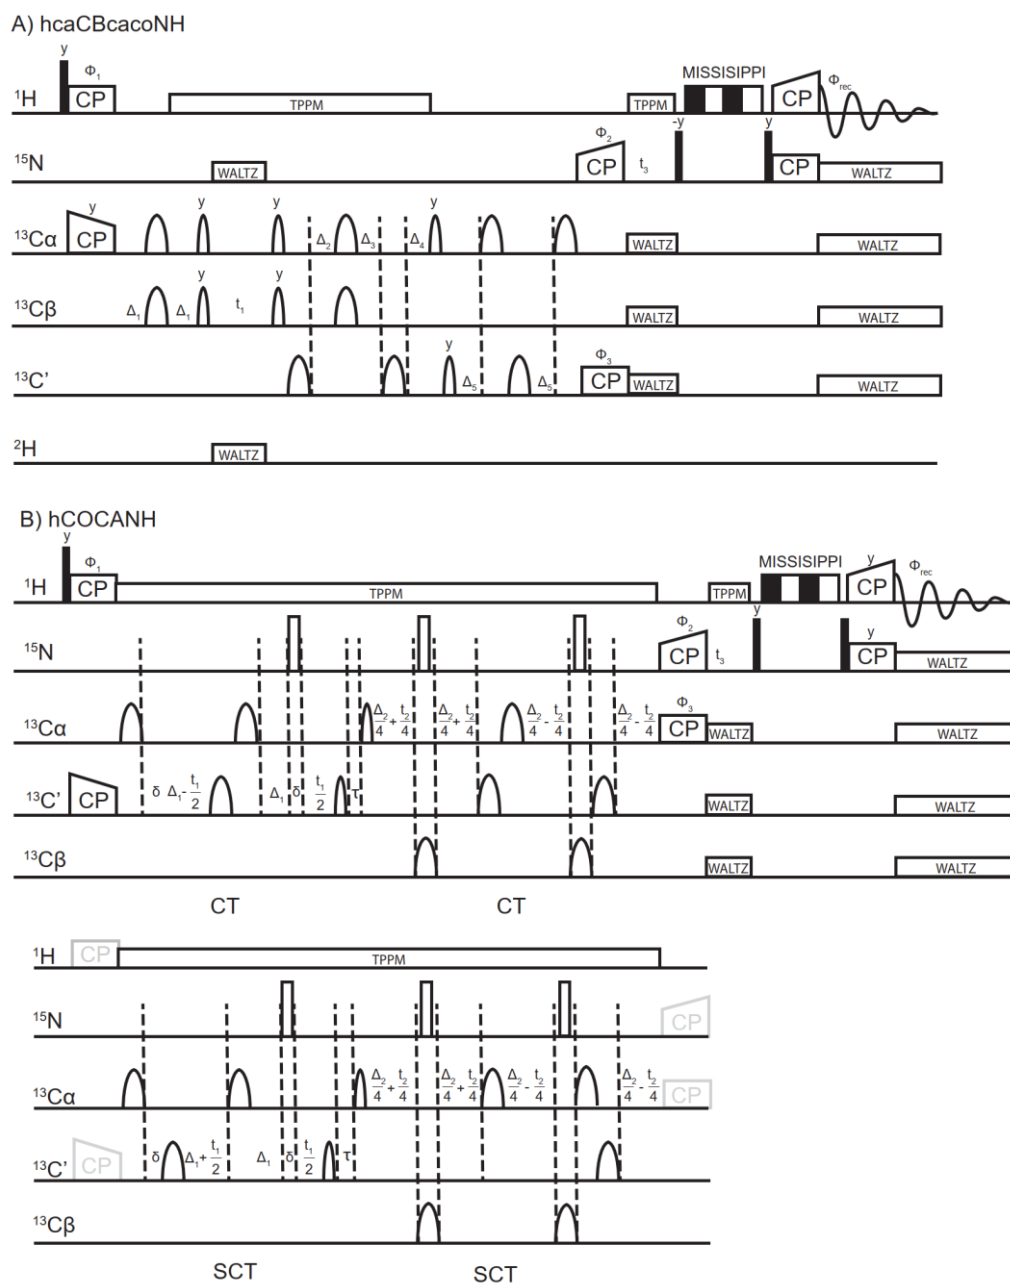 A) hcaCBcacoNH
y
Φ1
MISSISIPPI
Φrec
1H CP TPPM TPPM CP
-y y
Φ2
15N WALTZ CP t3 CP WALTZ
y y y y
13Cα CP Δ2 Δ3 Δ4 WALTZ WALTZ
y y
13Cβ Δ1 Δ1 t1 WALTZ WALTZ
y Φ3
13C' Δ5 Δ5 CP WALTZ WALTZ
2H WALTZ
B) hCOCANH
y
Φ1
MISSISIPPI
y
Φrec
1H CP TPPM TPPM CP
y
Φ2 y
15N CP t3 CP WALTZ
Φ3
13Cα Δ2/4 + t2/4 Δ2/4 + t2/4 Δ2/4 - t2/4 Δ2/4 - t2/4 CP WALTZ
13C' CP δ Δ1- t1/2 Δ1 δ t1/2 τ WALTZ WALTZ
13Cβ WALTZ WALTZ
CT CT
1H CP TPPM
15N CP
13Cα Δ2/4 + t2/4 Δ2/4 + t2/4 Δ2/4 - t2/4 Δ2/4 - t2/4 CP
13C' CP δ Δ1+ t1/2 Δ1 δ t1/2 τ
13Cβ
SCT SCT